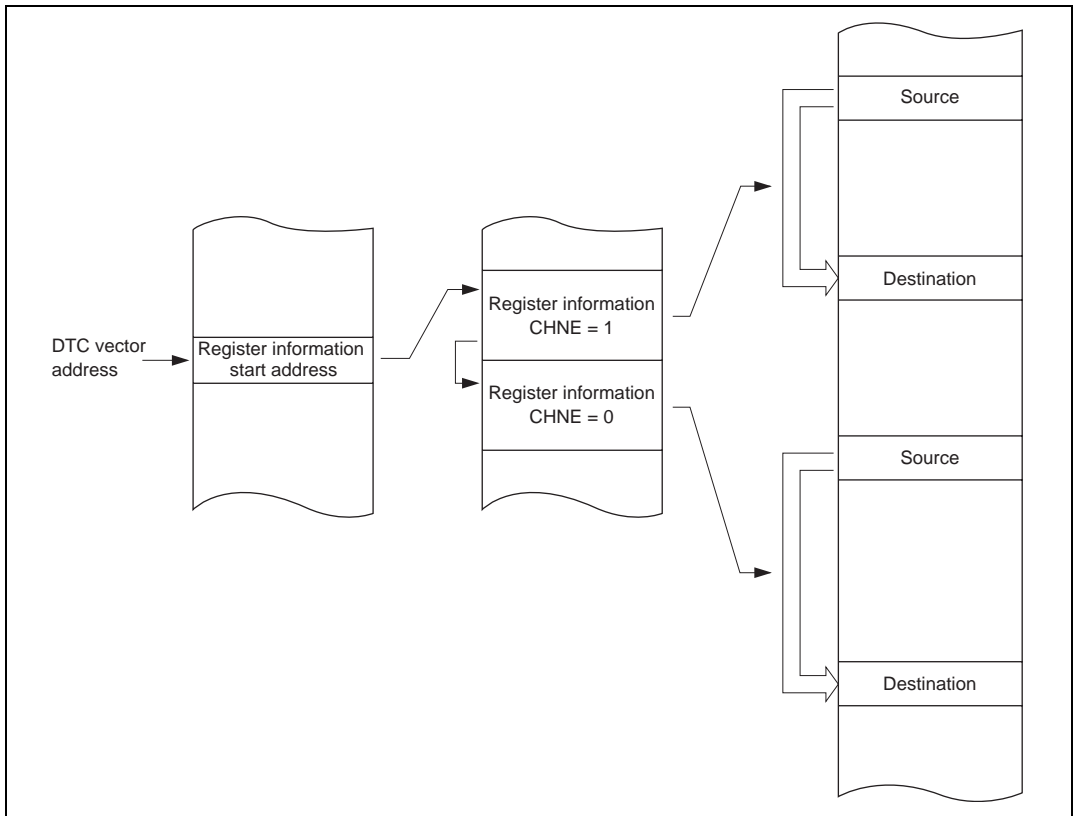 DTC vector
address
Register information
start address
Register information
CHNE = 1
Register information
CHNE = 0
Source
Destination
Source
Destination